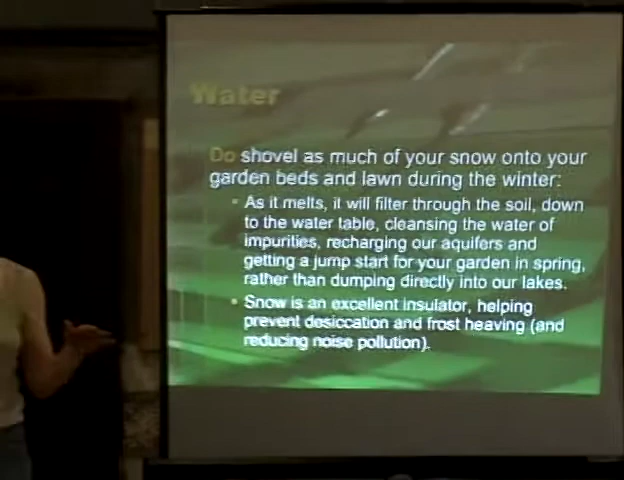 Water
Do shovel as much of your snow onto your
garden beds and lawn during the winter:
• As it melts, it will filter through the soil, down
to the water table, cleansing the water of
impurities, recharging our aquifers and
getting a jump start for your garden in spring,
rather than dumping directly into our lakes.
• Snow is an excellent insulator, helping
prevent desiccation and frost heaving (and
reducing noise pollution).